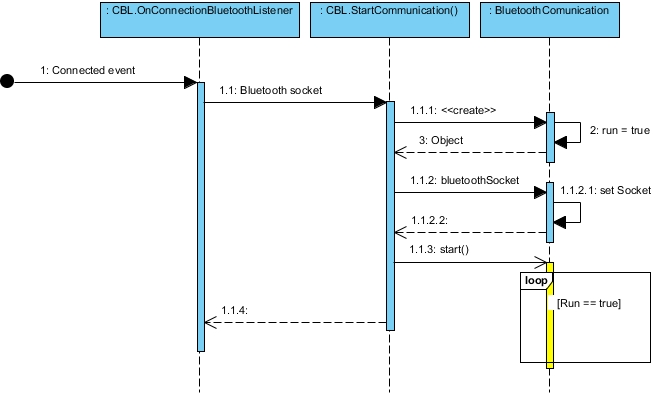 : CBL.OnConnectionBluetoothListener
: CBL.StartCommunication()
: BluetoothComunication
1: Connected event
1.1: Bluetooth socket
1.1.1: <<create>>
2: run = true
3: Object
1.1.2: bluetoothSocket
1.1.2.1: set Socket
1.1.2.2:
1.1.3: start()
loop
[Run == true]
1.1.4: